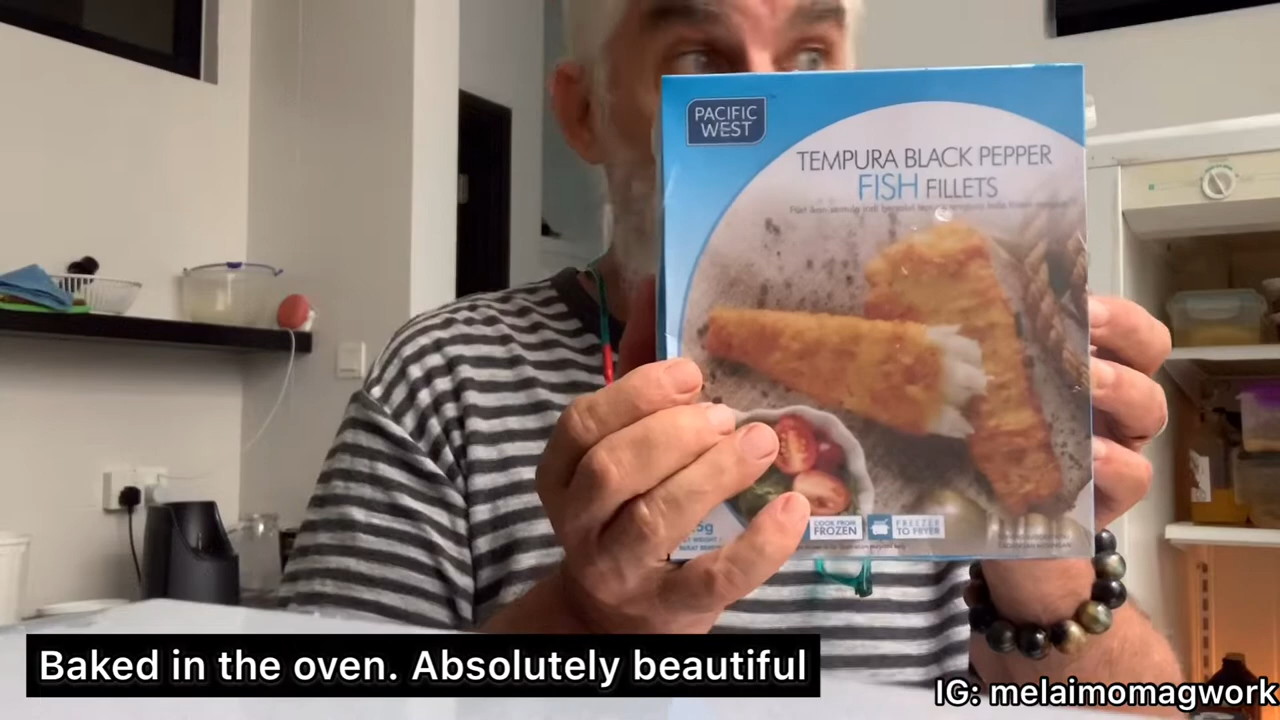 PACIFIC
WEST
TEMPURA BLACK PEPPER
FISH FILLETS
COOK FROM
FROZEN
FREEZER
TO FRYER
Baked in the oven. Absolutely beautiful
IG: melaimomagwork